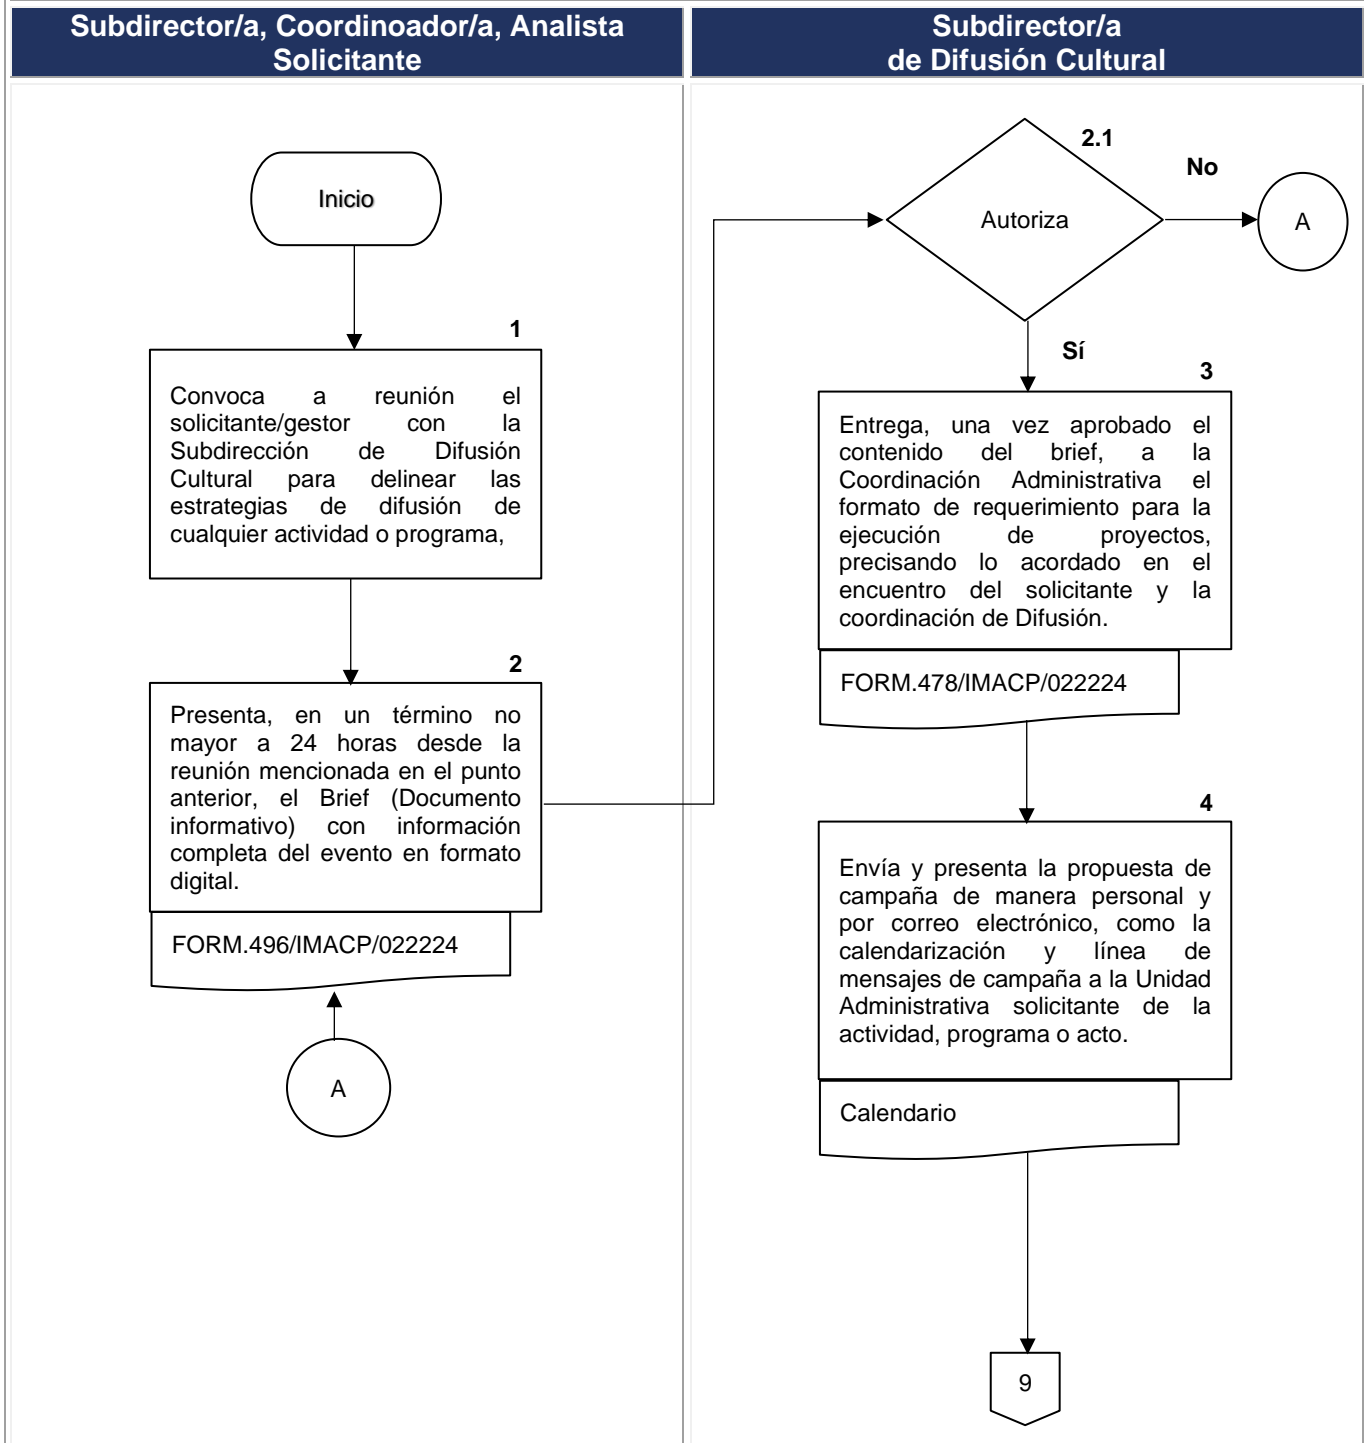 Subdirector/a, Coordinoador/a, Analista
Solicitante
Subdirector/a
de Difusión Cultural
Inicio
1
Convoca a reunión el
solicitante/gestor con la
Subdirección de Difusión
Cultural para delinear las
estrategias de difusión de
cualquier actividad o programa,
2
Presenta, en un término no
mayor a 24 horas desde la
reunión mencionada en el punto
anterior, el Brief (Documento
informativo) con información
completa del evento en formato
digital.
FORM.496/IMACP/022224
A
2.1
Autoriza
No
A
Sí
3
Entrega, una vez aprobado el
contenido del brief, a la
Coordinación Administrativa el
formato de requerimiento para la
ejecución de proyectos,
precisando lo acordado en el
encuentro del solicitante y la
coordinación de Difusión.
FORM.478/IMACP/022224
4
Envía y presenta la propuesta de
campaña de manera personal y
por correo electrónico, como la
calendarización y línea de
mensajes de campaña a la Unidad
Administrativa solicitante de la
actividad, programa o acto.
Calendario
9